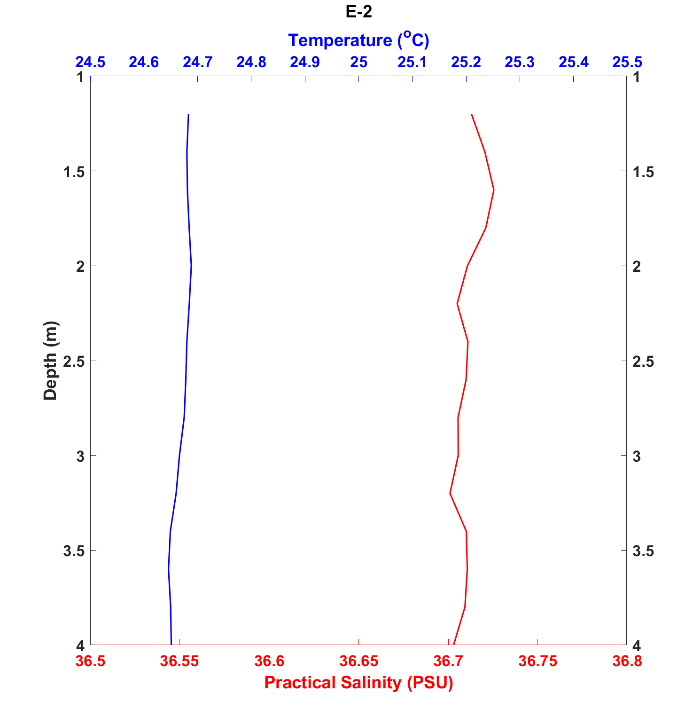 E-2
Temperature (°C)
24.5 24.6 24.7 24.8 24.9 25 25.1 25.2 25.3 25.4 25.5
1 1
1.5 1.5
2 2
2.5 2.5
3 3
3.5 3.5
4 4
Depth (m)
36.5 36.55 36.6 36.65 36.7 36.75 36.8
Practical Salinity (PSU)